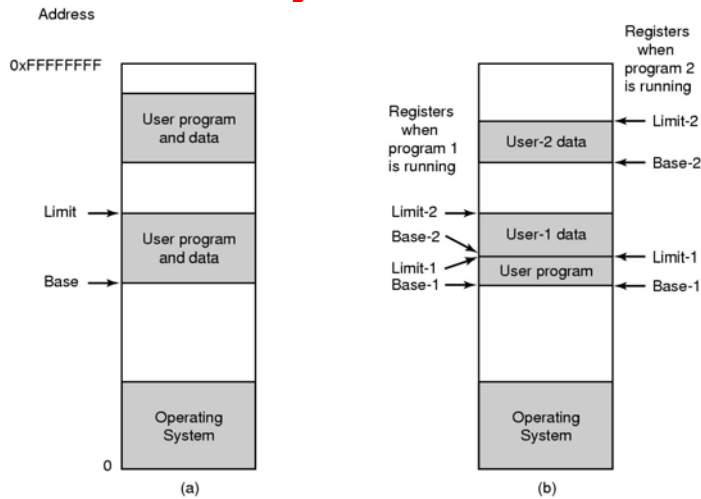 Address
0xFFFFFFFF
User program
and data
Limit
User program
and data
Base
Operating
System
0
(a)
Registers
when
program 1
is running
Registers
when
program 2
is running
Limit-2
User-2 data
Base-2
Limit-2
User-1 data
Base-2
Limit-1
Limit-1
User program
Base-1
Base-1
Operating
System
(b)